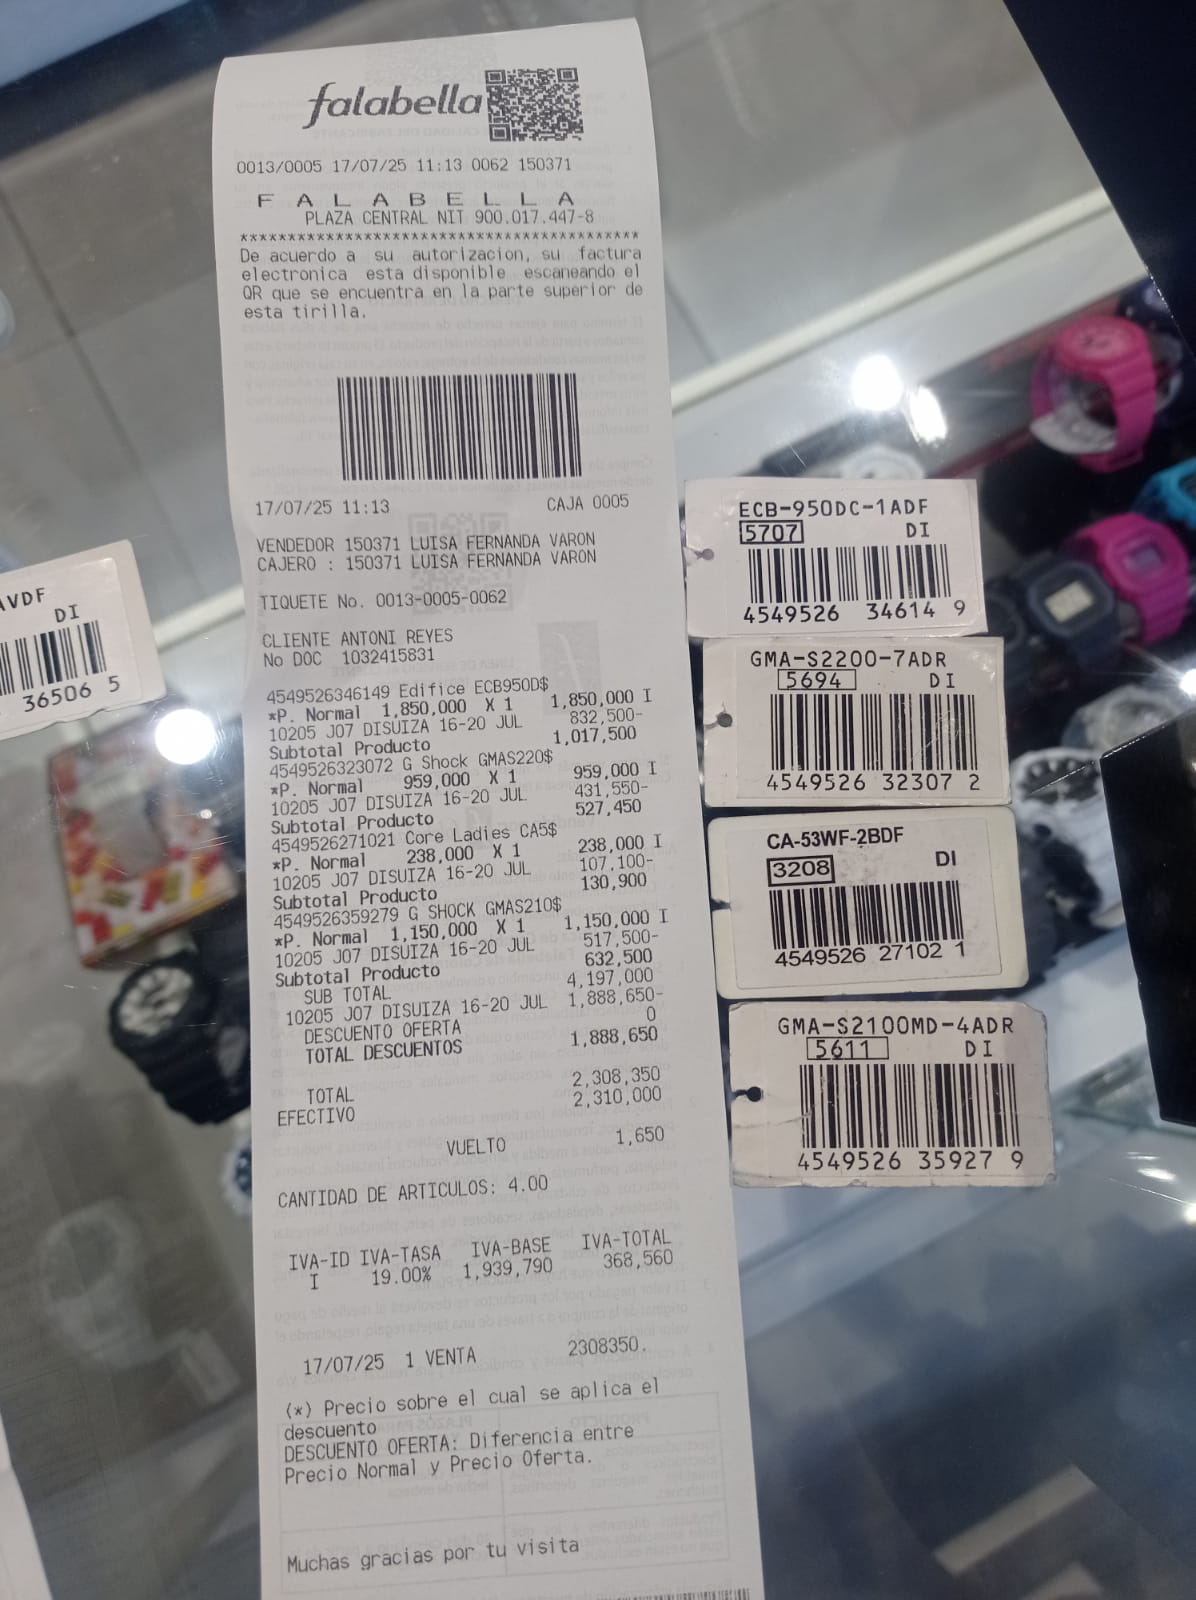 falabella
0013/0005 17/07/25 11:13 0062 150371
F A L A B E L L A
PLAZA CENTRAL NIT 900.017.447-8
******************************************
De acuerdo a su autorizacion, su factura
electronica esta disponible escaneando el
QR que se encuentra en la parte superior de
esta tirilla.
17/07/25 11:13 CAJA 0005
VENDEDOR 150371 LUISA FERNANDA VARON
CAJERO : 150371 LUISA FERNANDA VARON
TIQUETE No. 0013-0005-0062
CLIENTE ANTONI REYES
No DOC 1032415831
4549526346149 Edifice ECB950D$
*P. Normal 1,850,000 X 1 1,850,000 I
10205 J07 DISUIZA 16-20 JUL 832,500-
Subtotal Producto 1,017,500
4549526323072 G Shock GMAS220$
*P. Normal 959,000 X 1 959,000 I
10205 J07 DISUIZA 16-20 JUL 431,550-
Subtotal Producto 527,450
4549526271021 Core Ladies CA5$
*P. Normal 238,000 X 1 238,000 I
10205 J07 DISUIZA 16-20 JUL 107,100-
Subtotal Producto 130,900
4549526359279 G SHOCK GMAS210$
*P. Normal 1,150,000 X 1 1,150,000 I
10205 J07 DISUIZA 16-20 JUL 517,500-
Subtotal Producto 632,500
SUB TOTAL 4,197,000
10205 J07 DISUIZA 16-20 JUL 1,888,650-
DESCUENTO OFERTA 0
TOTAL DESCUENTOS 1,888,650
TOTAL 2,308,350
EFECTIVO 2,310,000
VUELTO 1,650
CANTIDAD DE ARTICULOS: 4.00
IVA-ID IVA-TASA IVA-BASE IVA-TOTAL
I 19.00% 1,939,790 368,560
17/07/25 1 VENTA 2308350.
(*) Precio sobre el cual se aplica el
descuento
DESCUENTO OFERTA: Diferencia entre
Precio Normal y Precio Oferta.
Muchas gracias por tu visita
AVDF
DI
36506 5
ECB-950DC-1ADF
5707 DI
4549526 34614 9
GMA-S2200-7ADR
5694 DI
4549526 32307 2
CA-53WF-2BDF
3208 DI
4549526 27102 1
GMA-S2100MD-4ADR
5611 DI
4549526 35927 9